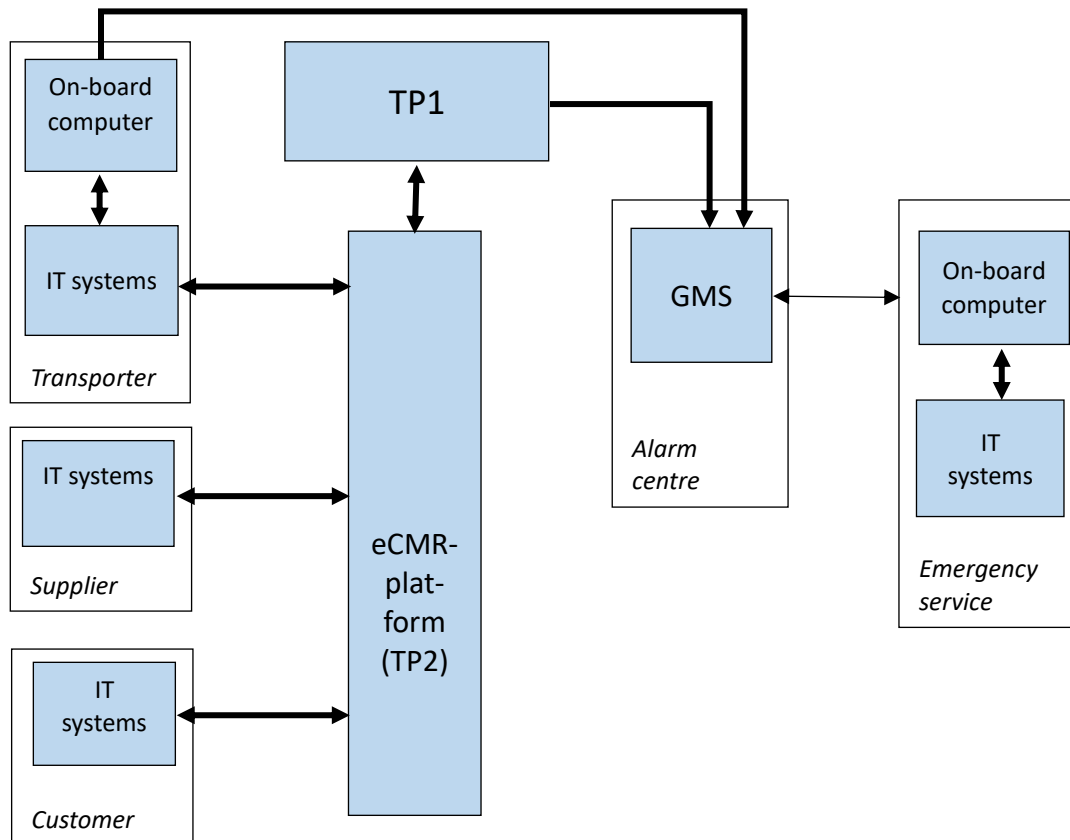 On-board
computer
IT systems
Transporter
IT systems
Supplier
IT
systems
Customer
TP1
eCMR-
plat-
form
(TP2)
GMS
Alarm
centre
On-board
computer
IT
systems
Emergency
service